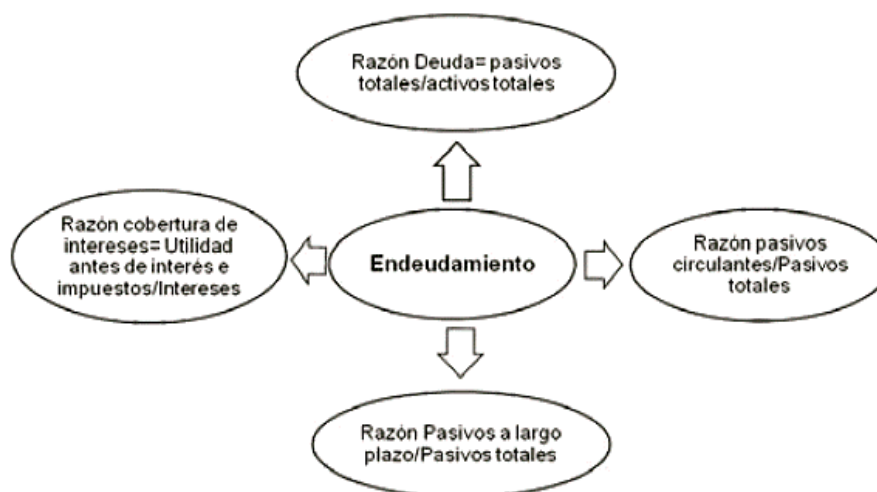 Razón Deuda= pasivos
totales/activos totales
Razón cobertura de
intereses= Utilidad
antes de interés e
impuestos/Intereses
Endeudamiento
Razón pasivos
circulantes/Pasivos
totales
Razón Pasivos a largo
plazo/Pasivos totales